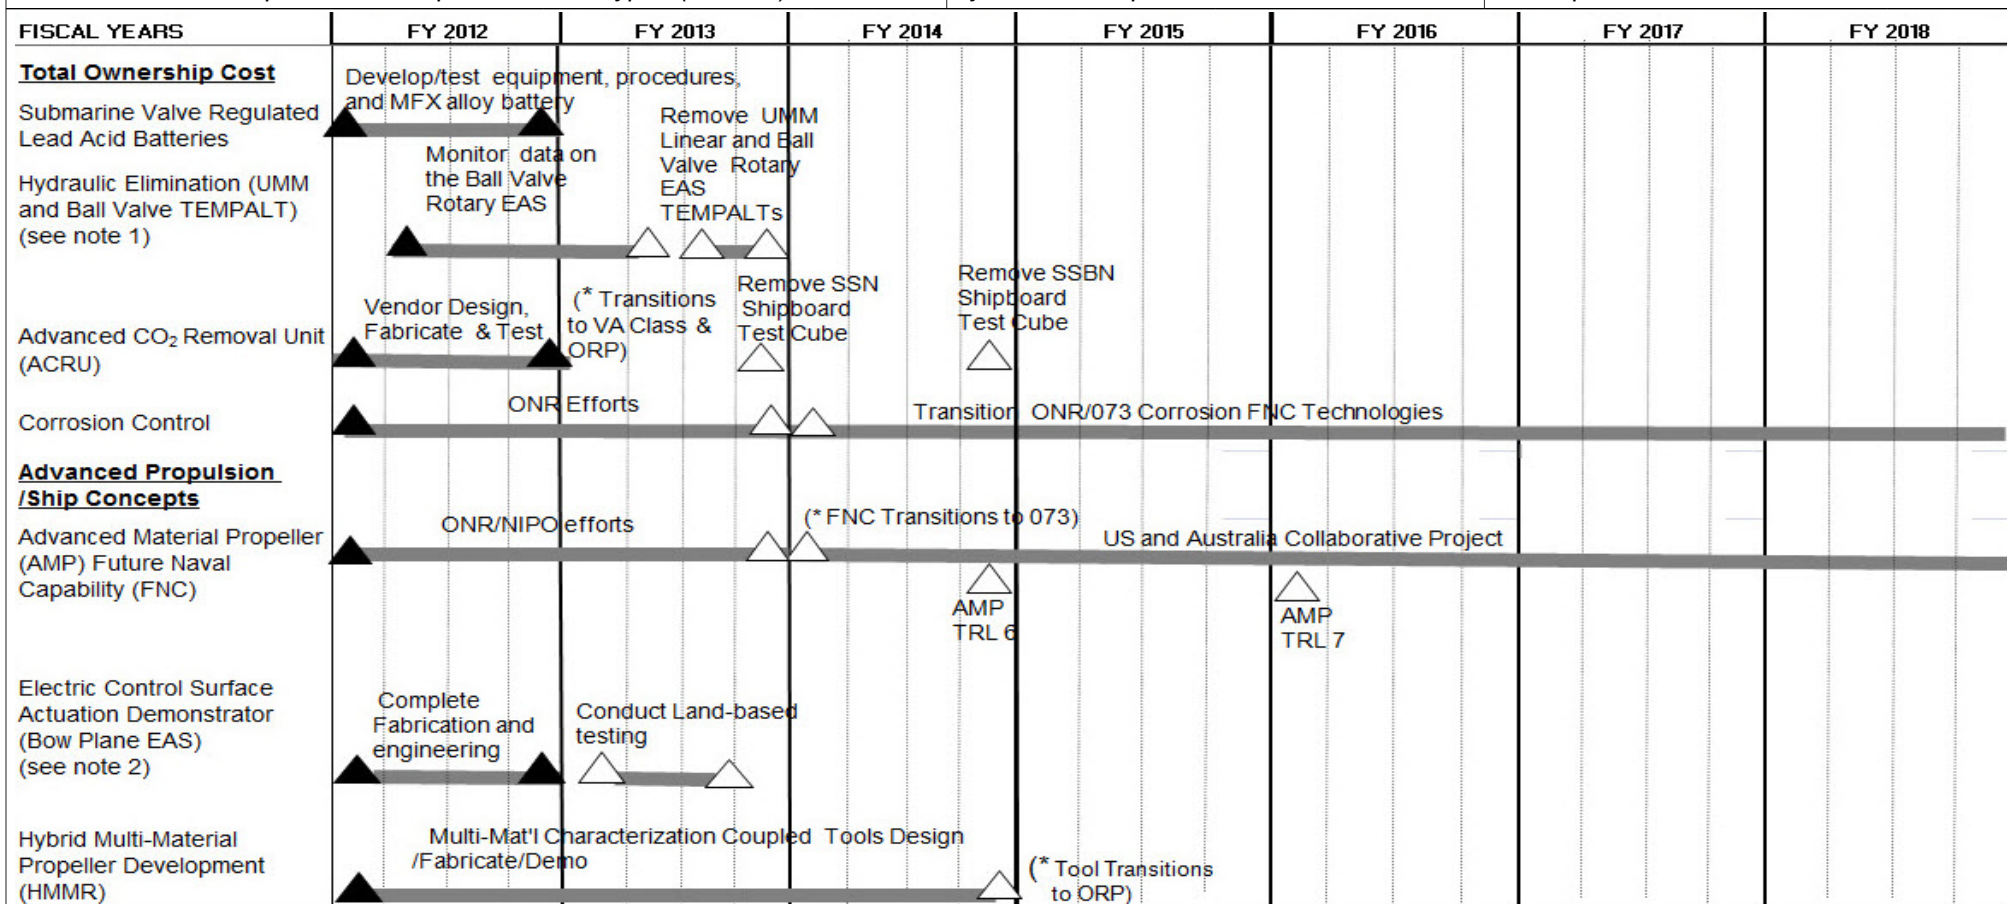 FISCAL YEARS FY 2012 FY 2013 FY 2014 FY 2015 FY 2016 FY 2017 FY 2018
Total Ownership Cost
Develop/test equipment, procedures,
and MFX alloy battery
Submarine Valve Regulated
Lead Acid Batteries
Monitor data on
the Ball Valve
Rotary EAS
Remove UMM
Linear and Ball
Valve Rotary
EAS
TEMPALTs
Hydraulic Elimination (UMM
and Ball Valve TEMPALT)
(see note 1)
Vendor Design,
Fabricate & Test
(* Transitions
to VA Class &
ORP)
Remove SSN
Shipboard
Test Cube
Remove SSBN
Shipboard
Test Cube
Advanced CO₂ Removal Unit
(ACRU)
Corrosion Control
ONR Efforts
Transition ONR/073 Corrosion FNC Technologies
Advanced Propulsion
/Ship Concepts
Advanced Material Propeller
(AMP) Future Naval
Capability (FNC)
ONR/NIPO efforts
(* FNC Transitions to 073)
US and Australia Collaborative Project
AMP
TRL 6
AMP
TRL 7
Electric Control Surface
Actuation Demonstrator
(Bow Plane EAS)
(see note 2)
Complete
Fabrication and
engineering
Conduct Land-based
testing
Hybrid Multi-Material
Propeller Development
(HMMR)
Multi-Mat'l Characterization Coupled Tools Design
/Fabricate/Demo
(* Tool Transitions
to ORP)